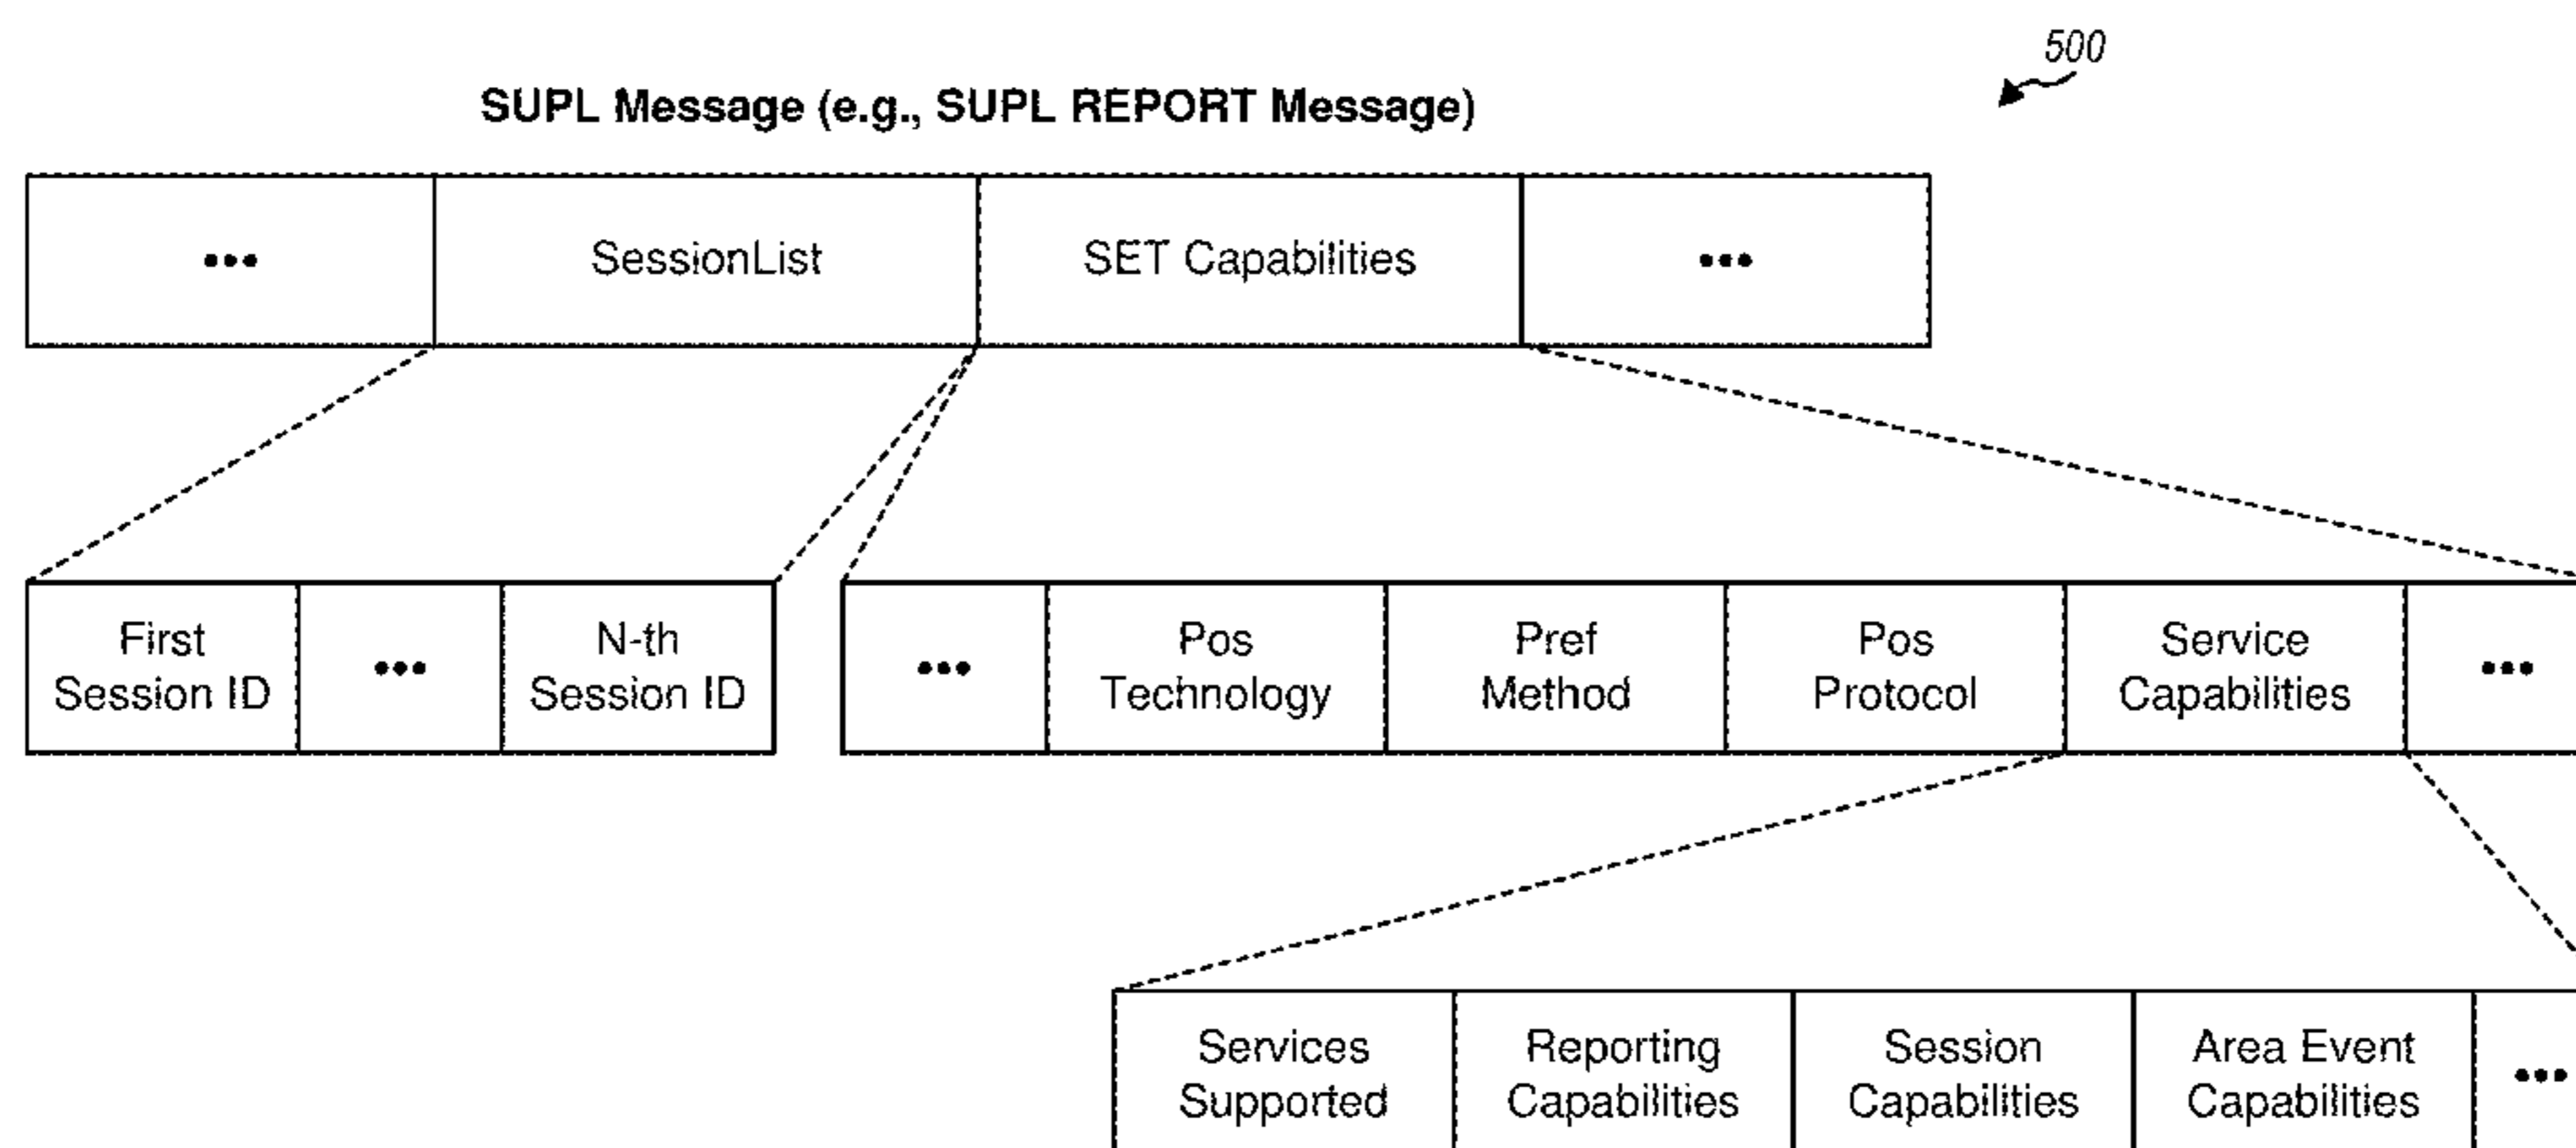 500
SUPL Message (e.g., SUPL REPORT Message)
••• SessionList SET Capabilities •••
First ••• N-th ••• Pos Pref Pos Service •••
Session ID Session ID Technology Method Protocol Capabilities
Services Reporting Session Area Event •••
Supported Capabilities Capabilities Capabilities